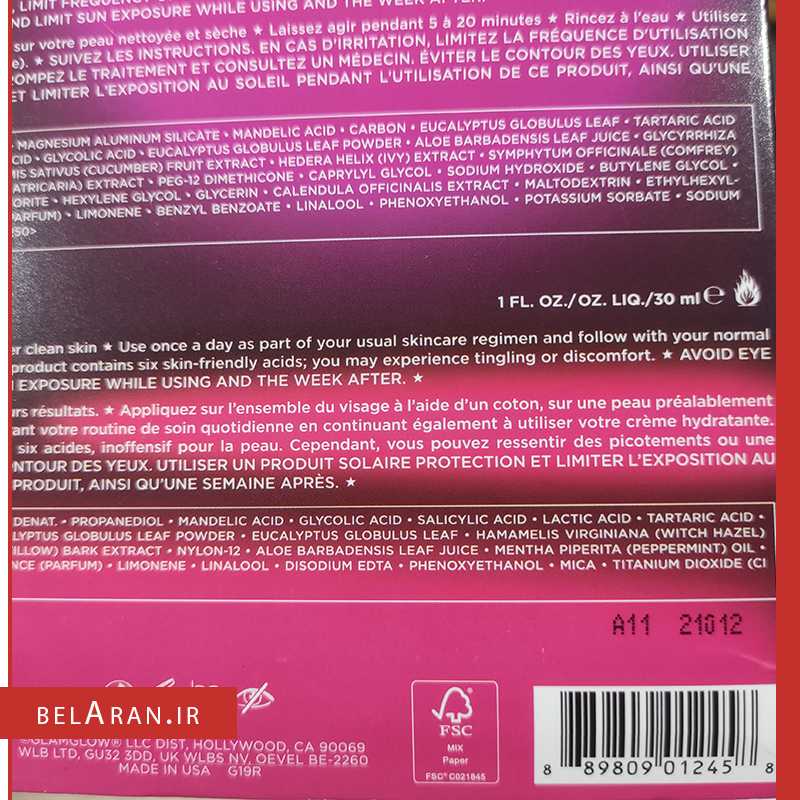 , LIMIT FREQUENCY
ND LIMIT SUN EXPOSURE WHILE USING AND THE WEEK AFTER.
sur votre peau nettoyée et sèche ★ Laissez agir pendant 5 à 20 minutes ★ Rincez à l'eau ★ Utilisez
e). ★ SUIVEZ LES INSTRUCTIONS. EN CAS D'IRRITATION, LIMITEZ LA FRÉQUENCE D'UTILISATION
OMPEZ LE TRAITEMENT ET CONSULTEZ UN MÉDECIN. ÉVITER LE CONTOUR DES YEUX. UTILISER
ET LIMITER L'EXPOSITION AU SOLEIL PENDANT L'UTILISATION DE CE PRODUIT, AINSI QU'UNE
• MAGNESIUM ALUMINUM SILICATE • MANDELIC ACID • CARBON • EUCALYPTUS GLOBULUS LEAF • TARTARIC ACID
CID • GLYCOLIC ACID • EUCALYPTUS GLOBULUS LEAF POWDER • ALOE BARBADENSIS LEAF JUICE • GLYCYRRHIZA
MIS SATIVUS (CUCUMBER) FRUIT EXTRACT • HEDERA HELIX (IVY) EXTRACT • SYMPHYTUM OFFICINALE (COMFREY)
ATRICARIA) EXTRACT • PEG-12 DIMETHICONE • CAPRYLYL GLYCOL • SODIUM HYDROXIDE • BUTYLENE GLYCOL •
ORITE • HEXYLENE GLYCOL • GLYCERIN • CALENDULA OFFICINALIS EXTRACT • MALTODEXTRIN • ETHYLHEXYL-
PARFUM) • LIMONENE • BENZYL BENZOATE • LINALOOL • PHENOXYETHANOL • POTASSIUM SORBATE • SODIUM
50>
1 FL. OZ./OZ. LIQ./30 ml ℮
er clean skin ★ Use once a day as part of your usual skincare regimen and follow with your normal
product contains six skin-friendly acids; you may experience tingling or discomfort. ★ AVOID EYE
N EXPOSURE WHILE USING AND THE WEEK AFTER. ★
urs résultats. ★ Appliquez sur l'ensemble du visage à l'aide d'un coton, sur une peau préalablement
ant votre routine de soin quotidienne en continuant également à utiliser votre crème hydratante.
six acides, inoffensif pour la peau. Cependant, vous pouvez ressentir des picotements ou une
ONTOUR DES YEUX. UTILISER UN PRODUIT SOLAIRE PROTECTION ET LIMITER L'EXPOSITION AU
PRODUIT, AINSI QU'UNE SEMAINE APRÈS. ★
DENAT. • PROPANEDIOL • MANDELIC ACID • GLYCOLIC ACID • SALICYLIC ACID • LACTIC ACID • TARTARIC ACID •
LYPTUS GLOBULUS LEAF POWDER • EUCALYPTUS GLOBULUS LEAF • HAMAMELIS VIRGINIANA (WITCH HAZEL)
ILLOW) BARK EXTRACT • NYLON-12 • ALOE BARBADENSIS LEAF JUICE • MENTHA PIPERITA (PEPPERMINT) OIL •
NCE (PARFUM) • LIMONENE • LINALOOL • DISODIUM EDTA • PHENOXYETHANOL • MICA • TITANIUM DIOXIDE (CI
A11 21012
BELARAN.IR
©GLAMGLOW® LLC DIST, HOLLYWOOD, CA 90069
WLB LTD, GU32 3DD, UK WLBS NV, OEVEL BE-2260
MADE IN USA G19R
FSC
MIX
Paper
FSC® C021845
8 89809 01245 8